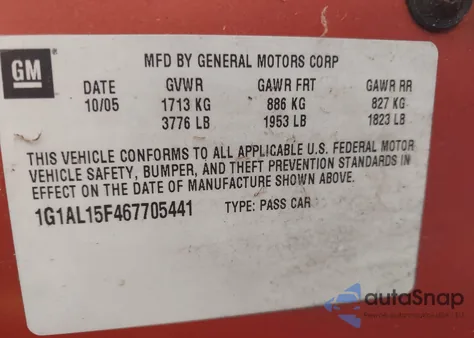 GM
MFD BY GENERAL MOTORS CORP
DATE GVWR GAWR FRT GAWR RR
10/05 1713 KG 886 KG 827 KG
3776 LB 1953 LB 1823 LB
THIS VEHICLE CONFORMS TO ALL APPLICABLE U.S. FEDERAL MOTOR
VEHICLE SAFETY, BUMPER, AND THEFT PREVENTION STANDARDS IN
EFFECT ON THE DATE OF MANUFACTURE SHOWN ABOVE.
1G1AL15F467705441 TYPE: PASS CAR
autoSnap